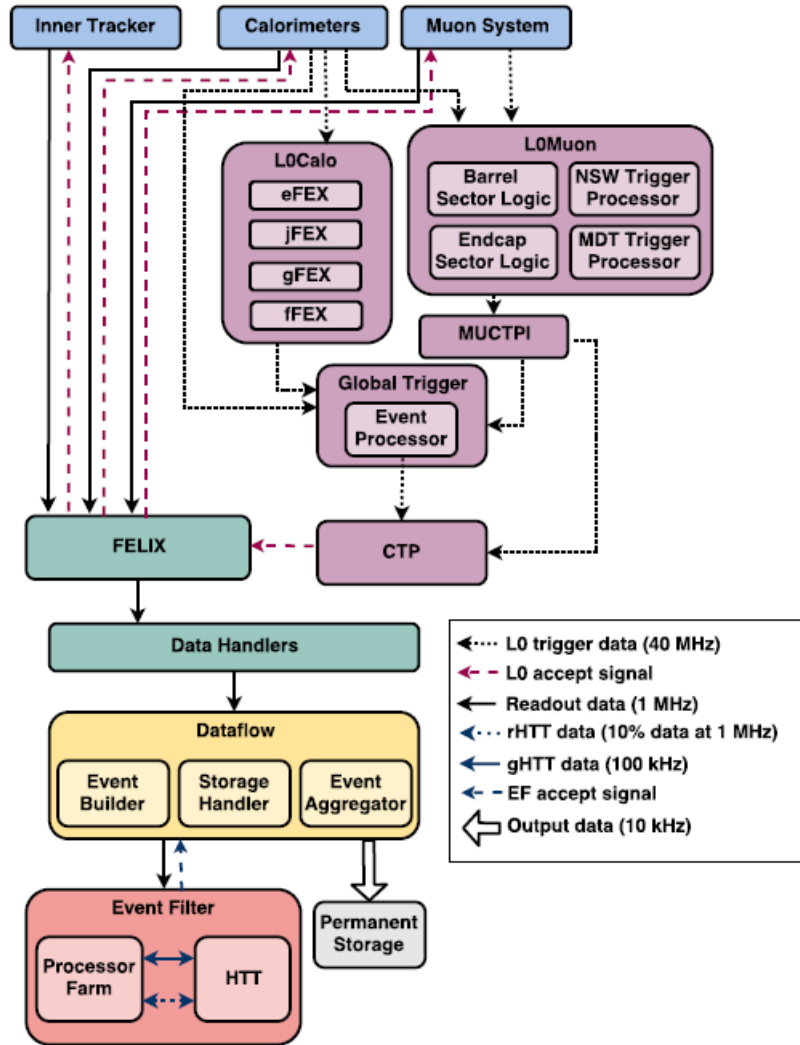 Inner Tracker
Calorimeters
Muon System
L0Calo
eFEX
jFEX
gFEX
fFEX
L0Muon
Barrel
Sector Logic
NSW Trigger
Processor
Endcap
Sector Logic
MDT Trigger
Processor
MUCTPI
Global Trigger
Event
Processor
FELIX
CTP
Data Handlers
Dataflow
Event
Builder
Storage
Handler
Event
Aggregator
Event Filter
Processor
Farm
HTT
Permanent
Storage
L0 trigger data (40 MHz)
L0 accept signal
Readout data (1 MHz)
rHTT data (10% data at 1 MHz)
gHTT data (100 kHz)
EF accept signal
Output data (10 kHz)